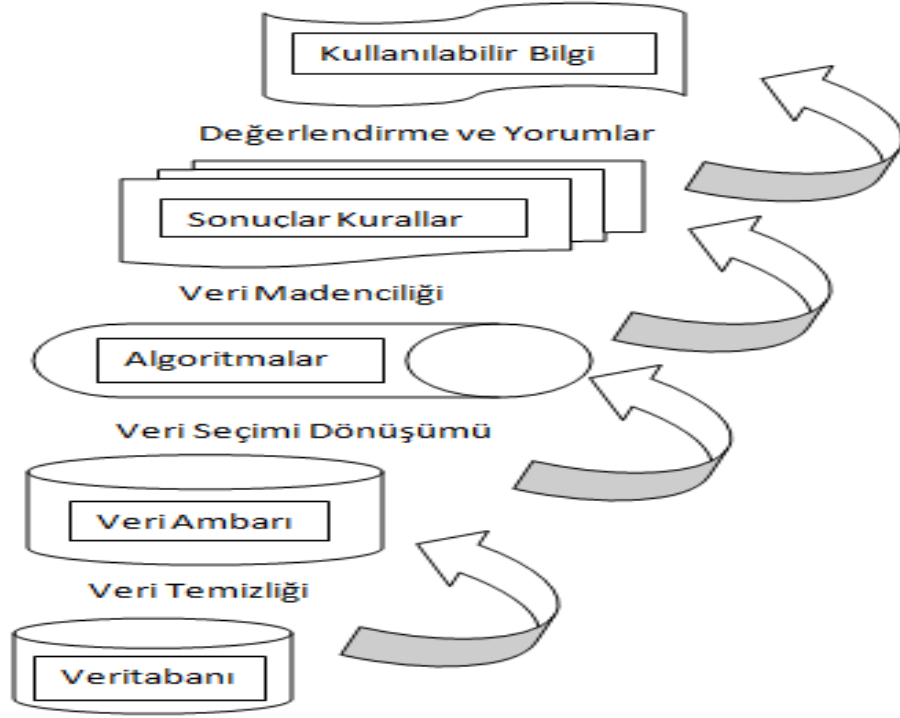 Kullanılabilir Bilgi
Değerlendirme ve Yorumlar
Sonuçlar Kurallar
Veri Madenciliği
Algoritmalar
Veri Seçimi Dönüşümü
Veri Ambarı
Veri Temizliği
Veritabanı